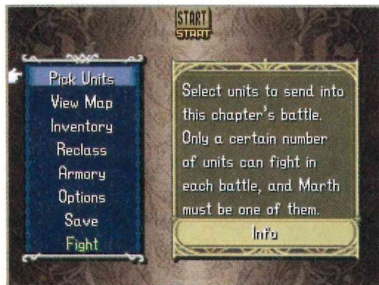 START
START
Pick Units
View Map
Inventory
Reclass
Armory
Options
Save
Fight
Select units to send into
this chapter's battle.
Only a certain number
of units can fight in
each battle, and Marth
must be one of them.
Info